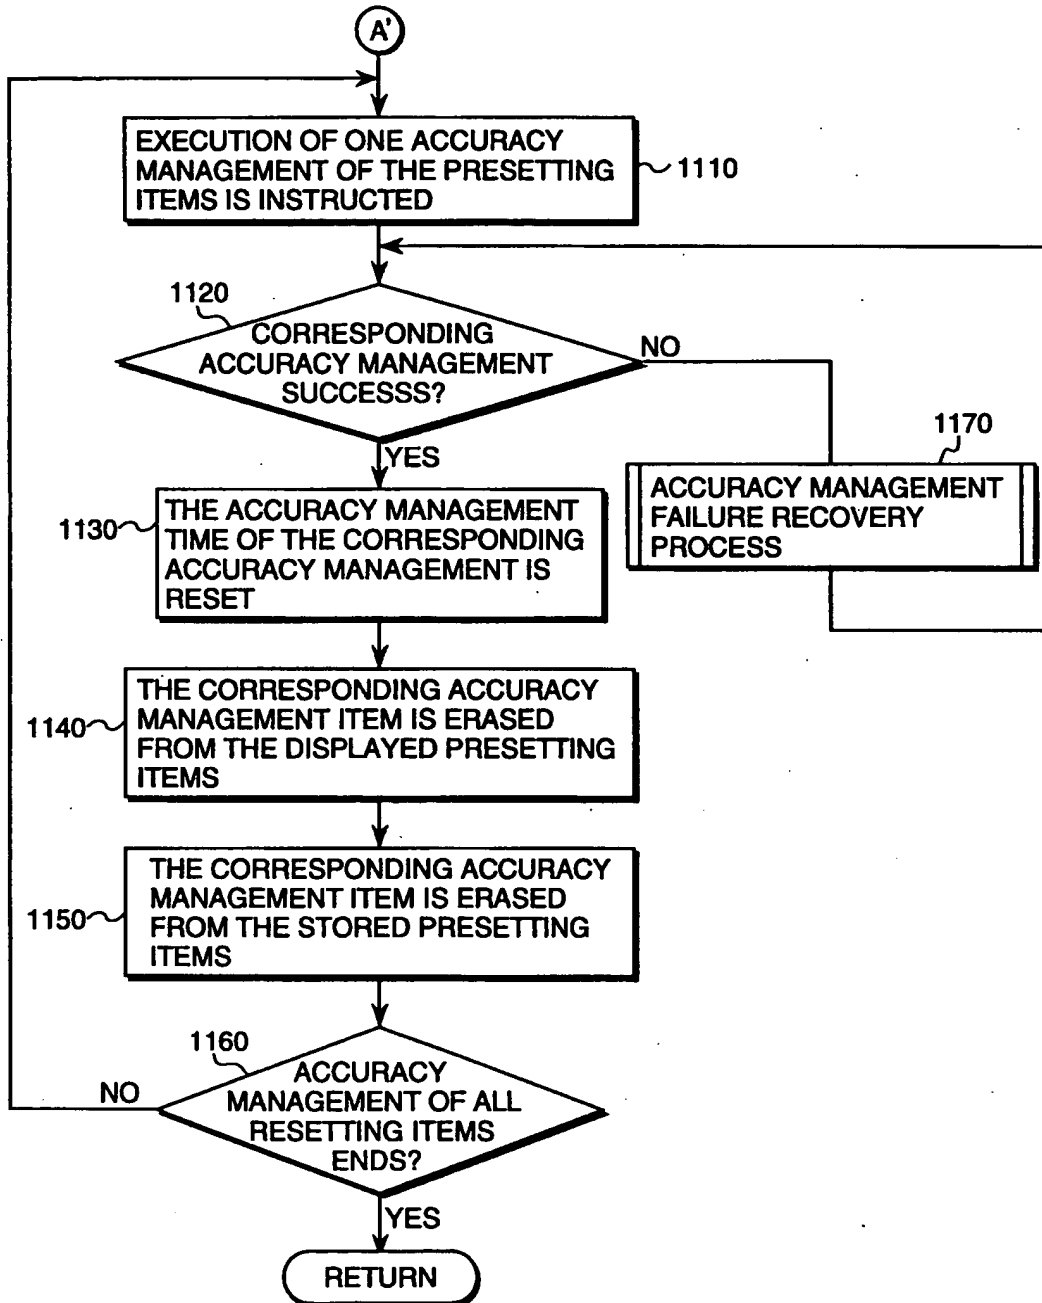 A'
EXECUTION OF ONE ACCURACY
MANAGEMENT OF THE PRESETTING
ITEMS IS INSTRUCTED
1110
1120
CORRESPONDING
ACCURACY MANAGEMENT
SUCCESSS?
NO
YES
1170
ACCURACY MANAGEMENT
FAILURE RECOVERY
PROCESS
1130
THE ACCURACY MANAGEMENT
TIME OF THE CORRESPONDING
ACCURACY MANAGEMENT IS
RESET
1140
THE CORRESPONDING ACCURACY
MANAGEMENT ITEM IS ERASED
FROM THE DISPLAYED PRESETTING
ITEMS
1150
THE CORRESPONDING ACCURACY
MANAGEMENT ITEM IS ERASED
FROM THE STORED PRESETTING
ITEMS
1160
ACCURACY
MANAGEMENT OF ALL
RESETTING ITEMS
ENDS?
NO
YES
RETURN